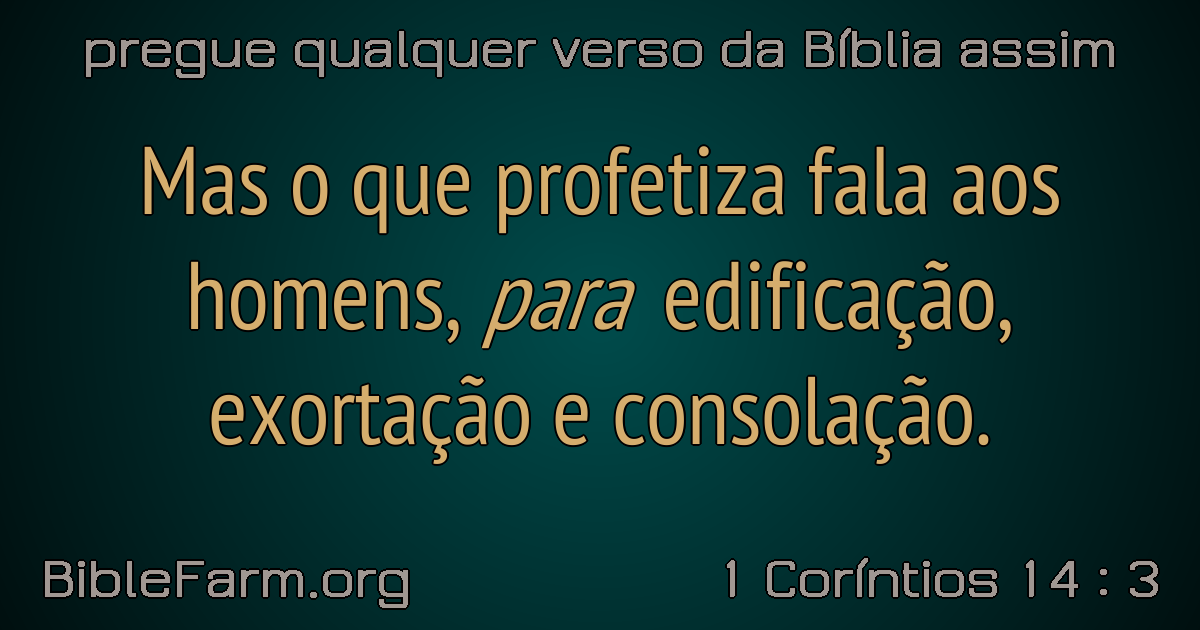 pregue qualquer verso da Bíblia assim
Mas o que profetiza fala aos
homens, para edificação,
exortação e consolação.
BibleFarm.org
1 Coríntios 14 : 3